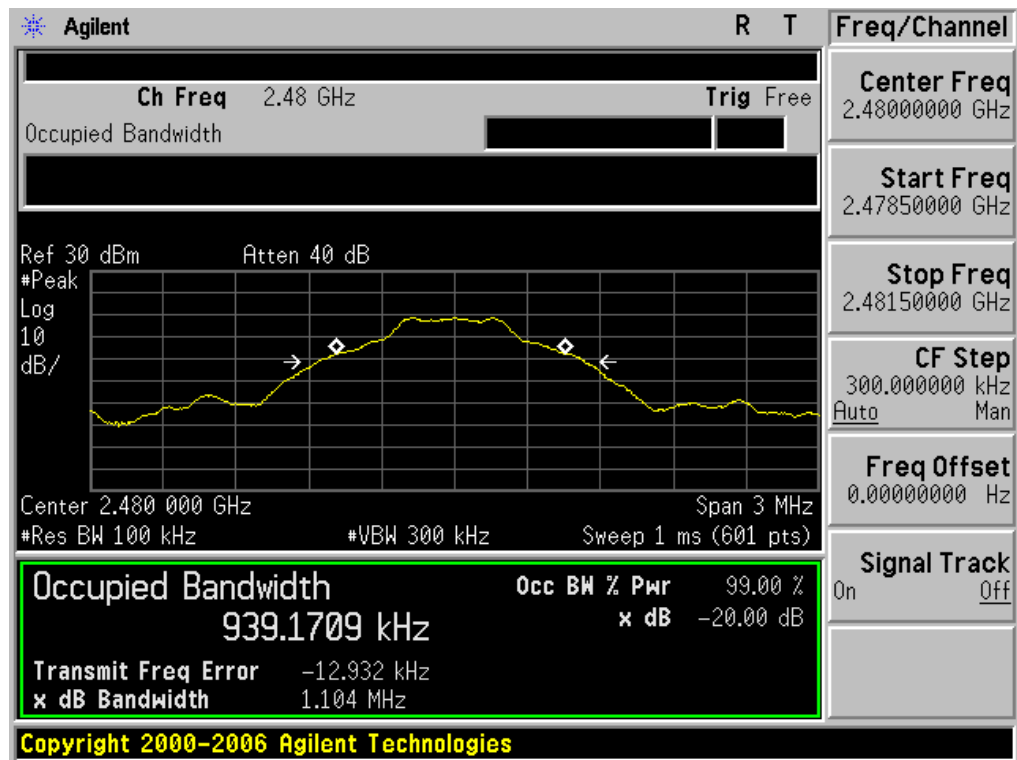 Agilent R T
Freq/Channel
Ch Freq 2.48 GHz Trig Free
Occupied Bandwidth
Center Freq
2.48000000 GHz
Start Freq
2.47850000 GHz
Stop Freq
2.48150000 GHz
CF Step
300.000000 kHz
Auto Man
Freq Offset
0.00000000 Hz
Signal Track
On Off
Ref 30 dBm Atten 40 dB
#Peak
Log
10
dB/
Center 2.480 000 GHz Span 3 MHz
#Res BW 100 kHz #VBW 300 kHz Sweep 1 ms (601 pts)
Occupied Bandwidth
939.1709 kHz
Occ BW % Pwr 99.00 %
x dB -20.00 dB
Transmit Freq Error -12.932 kHz
x dB Bandwidth 1.104 MHz
Copyright 2000-2006 Agilent Technologies